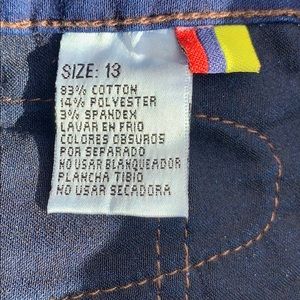 SIZE: 13
83% COTTON
14% POLYESTER
3% SPANDEX
LAVAR EN FRIO
COLORES OBSCUROS
POR SEPARADO
NO USAR BLANQUEADOR
PLANCHA TIBIO
NO USAR SECADORA